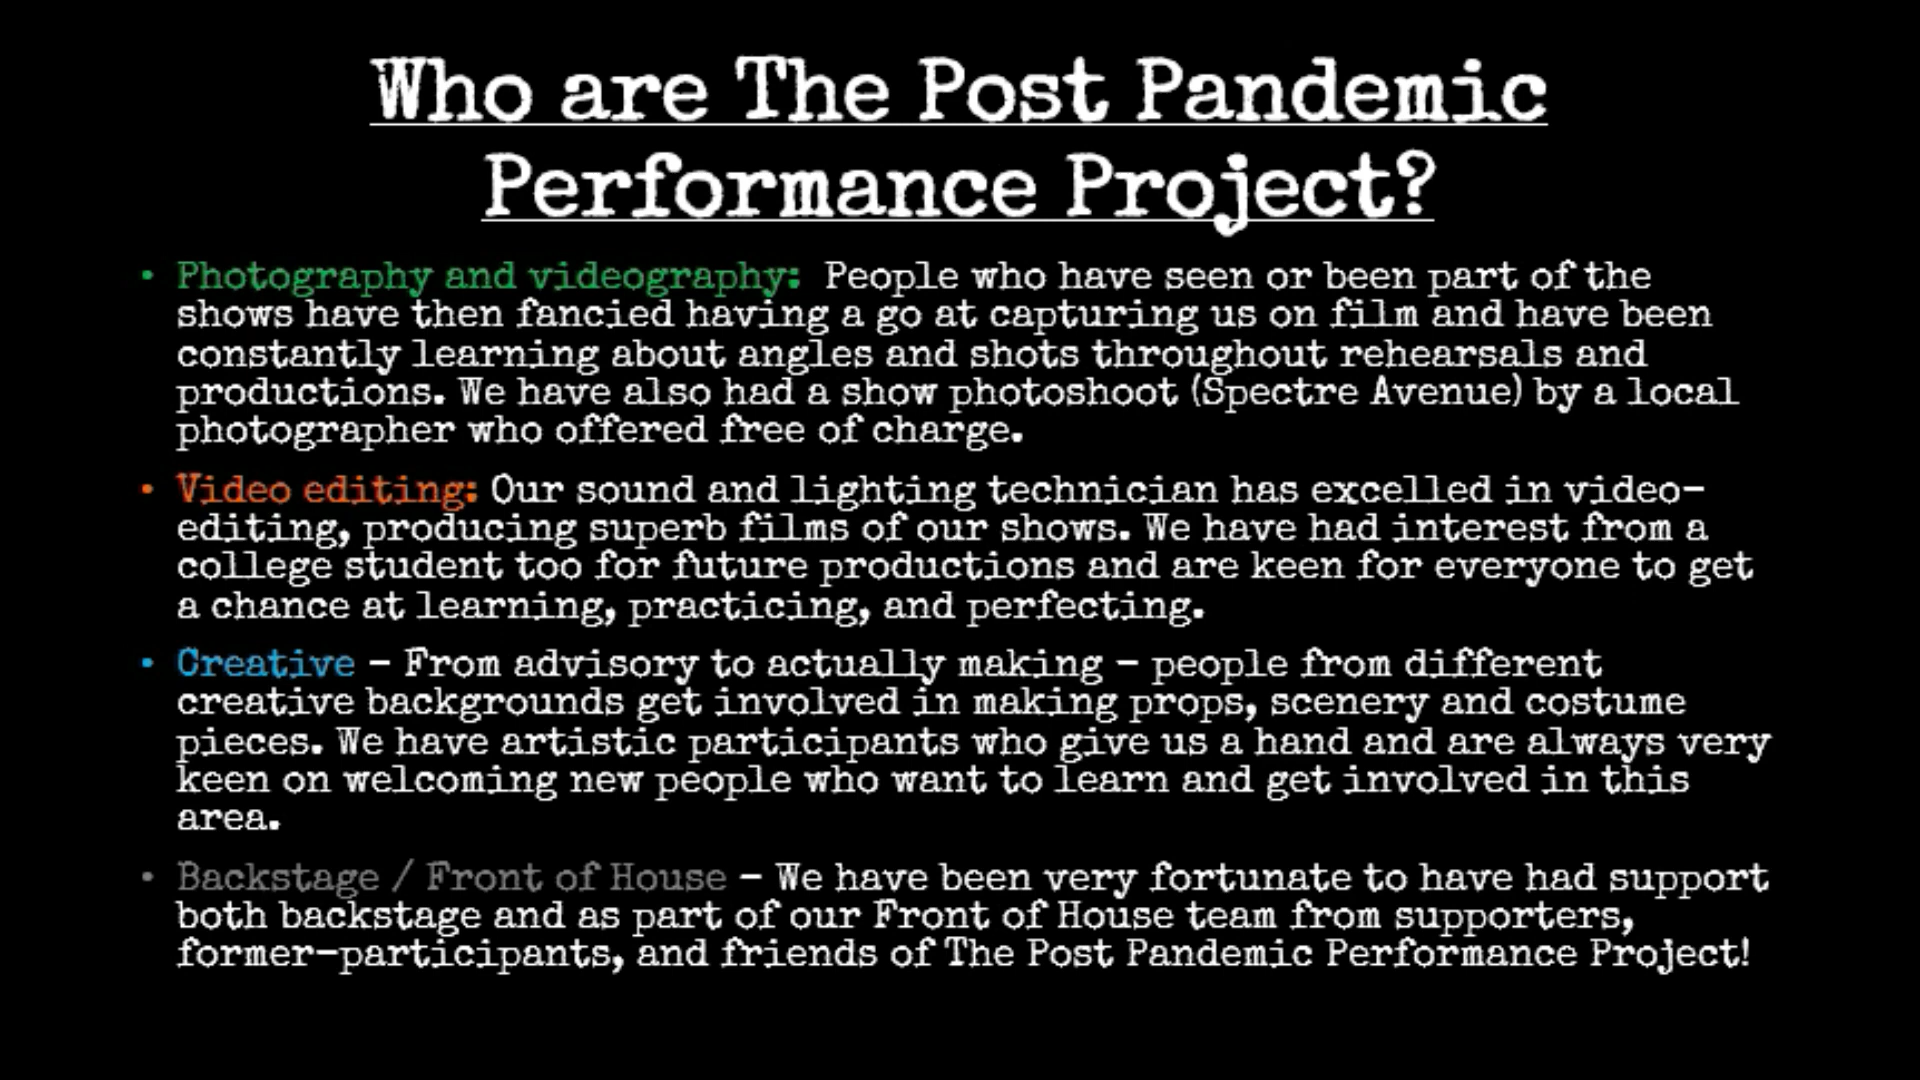 Who are The Post Pandemic
Performance Project?
• Photography and videography: People who have seen or been part of the
shows have then fancied having a go at capturing us on film and have been
constantly learning about angles and shots throughout rehearsals and
productions. We have also had a show photoshoot (Spectre Avenue) by a local
photographer who offered free of charge.
• Video editing: Our sound and lighting technician has excelled in video-
editing, producing superb films of our shows. We have had interest from a
college student too for future productions and are keen for everyone to get
a chance at learning, practicing, and perfecting.
• Creative – From advisory to actually making – people from different
creative backgrounds get involved in making props, scenery and costume
pieces. We have artistic participants who give us a hand and are always very
keen on welcoming new people who want to learn and get involved in this
area.
• Backstage / Front of House – We have been very fortunate to have had support
both backstage and as part of our Front of House team from supporters,
former-participants, and friends of The Post Pandemic Performance Project!